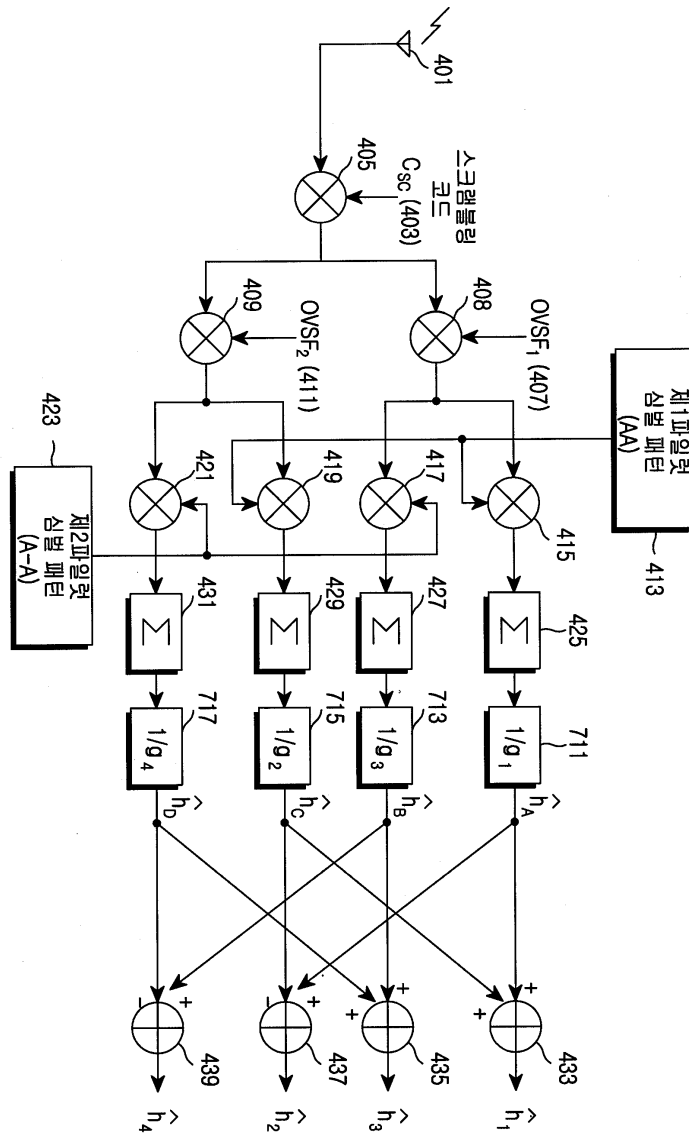 401
405
스크램블링
코드
C_SC (403)
409
408
OVSF_2 (411)
OVSF_1 (407)
제1파일럿
심벌 패턴
(AA)
413
423
제2파일럿
심벌 패턴
(A-A)
421
419
417
415
431
Σ
429
Σ
427
Σ
425
Σ
717
1/g_4
715
1/g_2
713
1/g_3
711
1/g_1
ĥ_D
ĥ_C
ĥ_B
ĥ_A
- +
- +
+ +
+ +
439
437
435
433
ĥ_4
ĥ_2
ĥ_3
ĥ_1